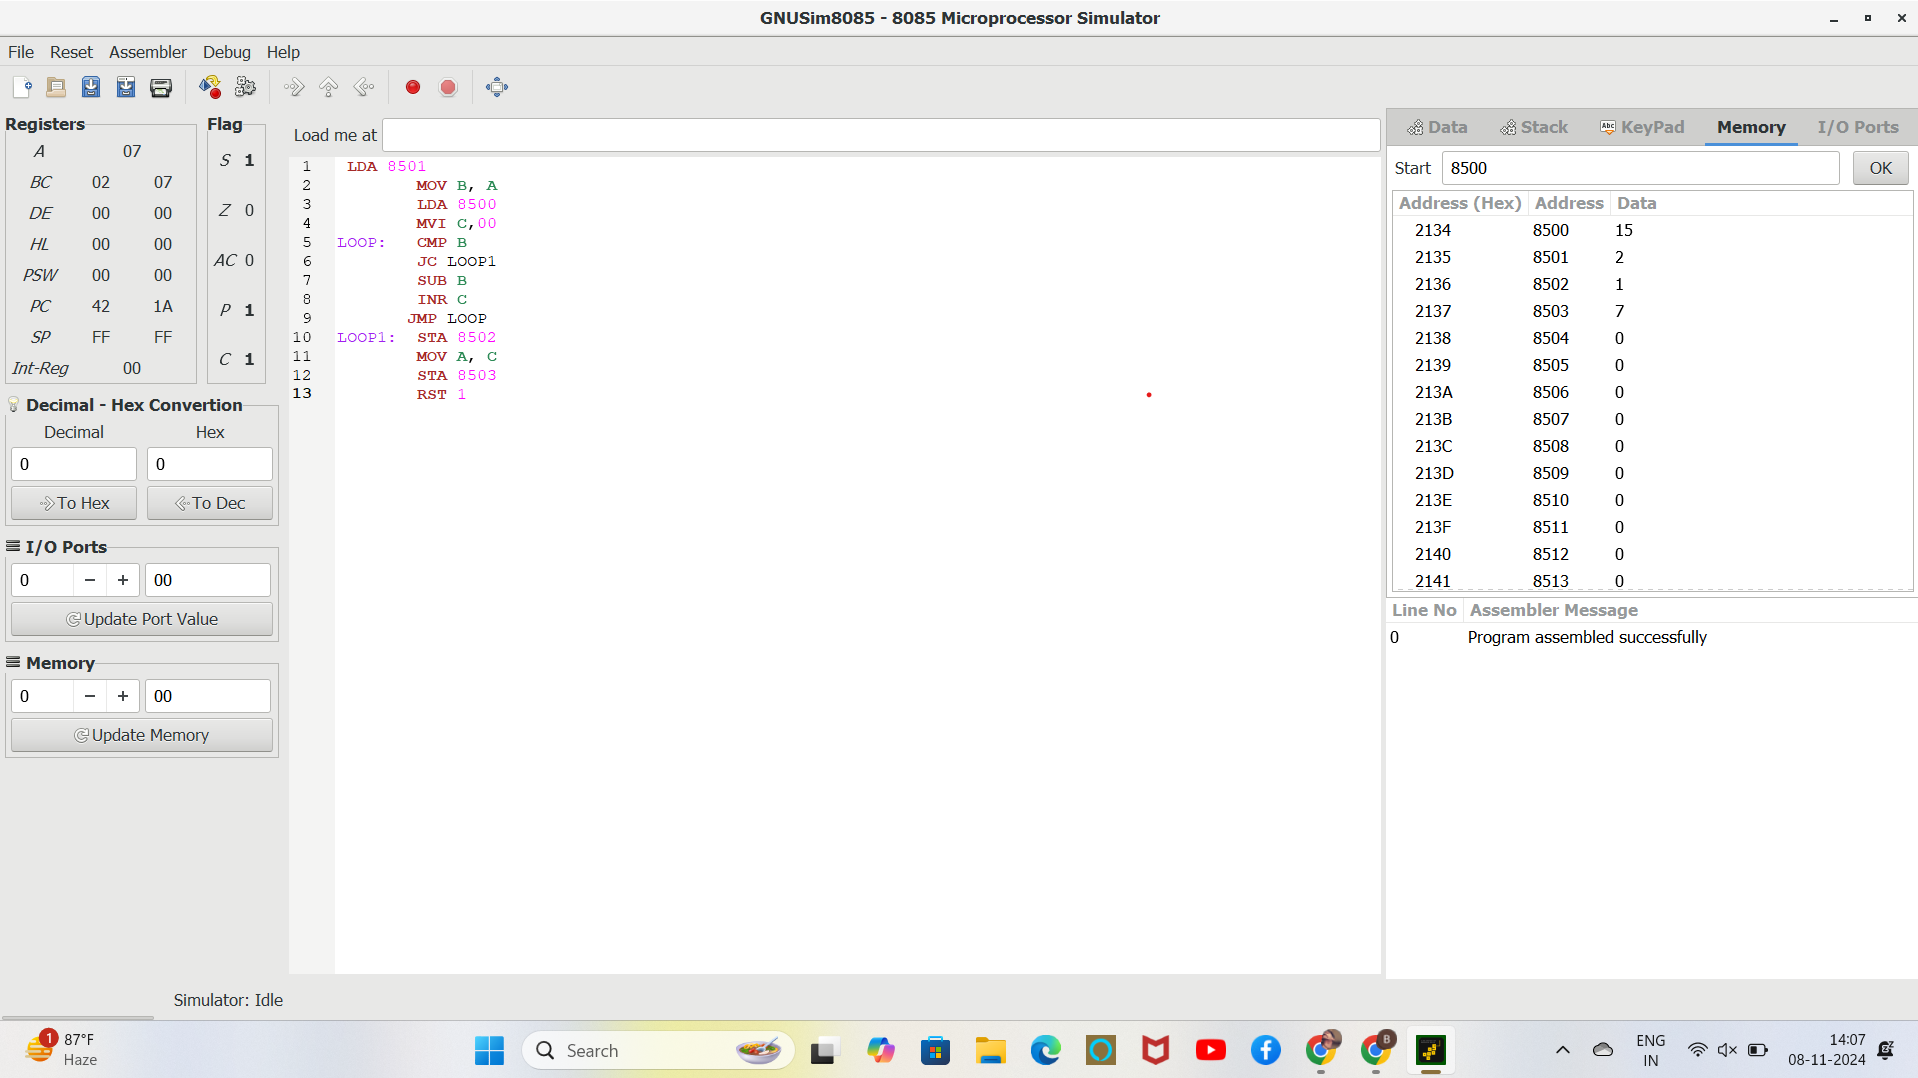 GNUSim8085 - 8085 Microprocessor Simulator
File Reset Assembler Debug Help
Registers
A 07
BC 02 07
DE 00 00
HL 00 00
PSW 00 00
PC 42 1A
SP FF FF
Int-Reg 00
Flag
S 1
Z 0
AC 0
P 1
C 1
Decimal - Hex Convertion
Decimal Hex
0 0
To Hex To Dec
I/O Ports
0 − + 00
Update Port Value
Memory
0 − + 00
Update Memory
Load me at
1 LDA 8501
2 MOV B, A
3 LDA 8500
4 MVI C,00
5 LOOP: CMP B
6 JC LOOP1
7 SUB B
8 INR C
9 JMP LOOP
10 LOOP1: STA 8502
11 MOV A, C
12 STA 8503
13 RST 1
Data Stack Abc KeyPad Memory I/O Ports
Start 8500 OK
Address (Hex) Address Data
2134 8500 15
2135 8501 2
2136 8502 1
2137 8503 7
2138 8504 0
2139 8505 0
213A 8506 0
213B 8507 0
213C 8508 0
213D 8509 0
213E 8510 0
213F 8511 0
2140 8512 0
2141 8513 0
Line No Assembler Message
0 Program assembled successfully
Simulator: Idle
1 87°F
Haze
Search
B
ENG
IN
14:07
08-11-2024